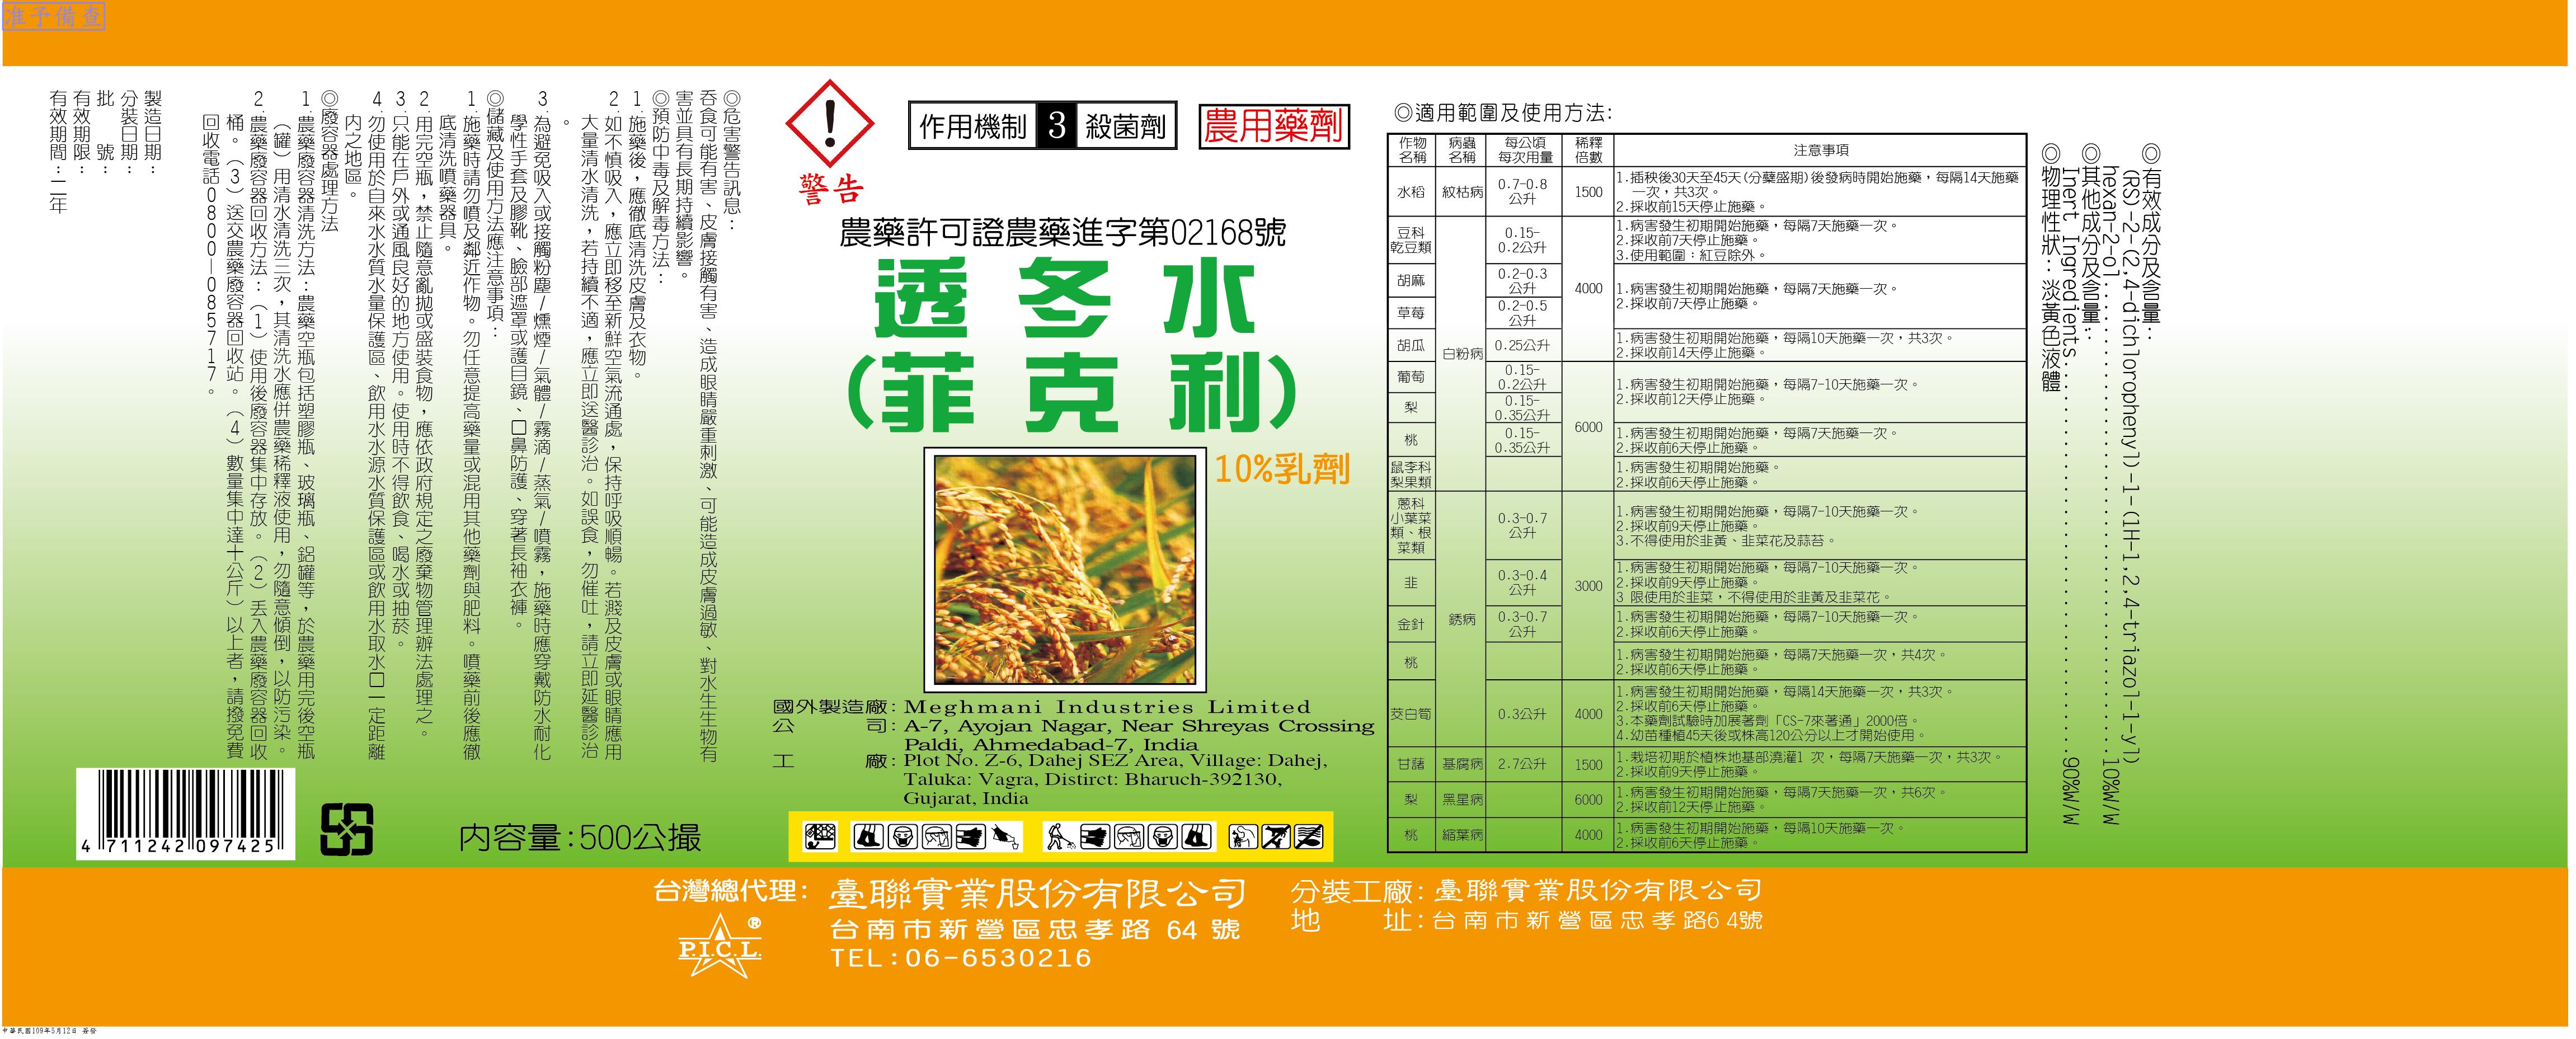 准予備查
◎危害警告訊息：
吞食可能有害、皮膚接觸有害、造成眼睛嚴重刺激、可能造成皮膚過敏、對水生生物有
害並具有長期持續影響。
◎預防中毒及解毒方法：
1.施藥後，應徹底清洗皮膚及衣物。
2.如不慎吸入，應立即移至新鮮空氣流通處，保持呼吸順暢。若濺及皮膚或眼睛應用
大量清水清洗，若持續不適，應立即送醫診治。如誤食，勿催吐，請立即延醫診治
。
3.為避免吸入或接觸粉塵/燻煙/氣體/霧滴/蒸氣/噴霧，施藥時應穿戴防水耐化
學性手套及膠靴、臉部遮罩或護目鏡、口鼻防護、穿著長袖衣褲。
◎儲藏及使用方法應注意事項：
1.施藥時請勿噴及鄰近作物。勿任意提高藥量或混用其他藥劑與肥料。噴藥前後應徹
底清洗噴藥器具。
2.用完空瓶，禁止隨意亂拋或盛裝食物，應依政府規定之廢棄物管理辦法處理之。
3.只能在戶外或通風良好的地方使用。使用時不得飲食、喝水或抽菸。
4.勿使用於自來水水質水量保護區、飲用水水源水質保護區或飲用水取水口一定距離
內之地區。
◎廢容器處理方法
1.農藥廢容器清洗方法：農藥空瓶包括塑膠瓶、玻璃瓶、鋁罐等，於農藥用完後空瓶
（罐）用清水清洗三次，其清洗水應併農藥稀釋液使用，勿隨意傾倒，以防污染。
2.農藥廢容器回收方法：（1）使用後廢容器集中存放。（2）丟入農藥廢容器回收
桶。（3）送交農藥廢容器回收站。（4）數量集中達十公斤）以上者，請撥免費
回收電話0800—085717。
製造日期：
分裝日期：
批　號：
有效期限：
有效期間：二年
4 711242 097425
內容量：500公撮
警告
作用機制 3 殺菌劑
農用藥劑
農藥許可證農藥進字第02168號
透冬水
(菲克利)
10%乳劑
國外製造廠：Meghmani Industries Limited
公　司：A-7, Ayojan Nagar, Near Shreyas Crossing
Paldi, Ahmedabad-7, India
工　廠：Plot No. Z-6, Dahej SEZ Area, Village: Dahej,
Taluka: Vagra, Distirct: Bharuch-392130,
Gujarat, India
◎適用範圍及使用方法：
作物名稱 病蟲名稱 每公頃每次用量 稀釋倍數 注意事項
水稻 紋枯病 0.7-0.8公升 1500
1.插秧後30天至45天(分蘗盛期)後發病時開始施藥，每隔14天施藥
一次，共3次。
2.採收前15天停止施藥。
豆科乾豆類 白粉病 0.15-0.2公升 4000
1.病害發生初期開始施藥，每隔7天施藥一次。
2.採收前7天停止施藥。
3.使用範圍：紅豆除外。
胡麻 0.2-0.3公升
草莓 0.2-0.5公升
1.病害發生初期開始施藥，每隔7天施藥一次。
2.採收前7天停止施藥。
胡瓜 0.25公升
1.病害發生初期開始施藥，每隔10天施藥一次，共3次。
2.採收前14天停止施藥。
葡萄 0.15-0.2公升 6000
梨 0.15-0.35公升
1.病害發生初期開始施藥，每隔7-10天施藥一次。
2.採收前12天停止施藥。
桃 0.15-0.35公升
1.病害發生初期開始施藥，每隔7天施藥一次。
2.採收前6天停止施藥。
鼠李科梨果類
1.病害發生初期開始施藥。
2.採收前6天停止施藥。
蔥科小葉菜類、根菜類 銹病 0.3-0.7公升 3000
1.病害發生初期開始施藥，每隔7-10天施藥一次。
2.採收前9天停止施藥。
3.不得使用於韭黃、韭菜花及蒜苔。
韭 0.3-0.4公升
1.病害發生初期開始施藥，每隔7-10天施藥一次。
2.採收前9天停止施藥。
3 限使用於韭菜，不得使用於韭黃及韭菜花。
金針 0.3-0.7公升
1.病害發生初期開始施藥，每隔7-10天施藥一次。
2.採收前6天停止施藥。
桃
1.病害發生初期開始施藥，每隔7天施藥一次，共4次。
2.採收前6天停止施藥。
茭白筍 0.3公升 4000
1.病害發生初期開始施藥，每隔14天施藥一次，共3次。
2.採收前6天停止施藥。
3.本藥劑試驗時加展著劑「CS-7來著通」2000倍。
4.幼苗種植45天後或株高120公分以上才開始使用。
甘藷 基腐病 2.7公升 1500
1.栽培初期於植株地基部澆灌1 次，每隔7天施藥一次，共3次。
2.採收前9天停止施藥。
梨 黑星病 6000
1.病害發生初期開始施藥，每隔7天施藥一次，共6次。
2.採收前12天停止施藥。
桃 縮葉病 4000
1.病害發生初期開始施藥，每隔10天施藥一次。
2.採收前6天停止施藥。
◎有效成分及含量：
(RS)-2-(2,4-dichlorophenyl)-1-(1H-1,2,4-triazol-1-yl)
hexan-2-ol......10%W/W
◎其他成分及含量：
Inert Ingredients......90%W/W
◎物理性狀：淡黃色液體
台灣總代理：臺聯實業股份有限公司
台南市新營區忠孝路 64 號
TEL:06-6530216
P.I.C.L. ®
分裝工廠：臺聯實業股份有限公司
地　址：台南市新營區忠孝路6 4號
中華民國109年5月12日 簽發